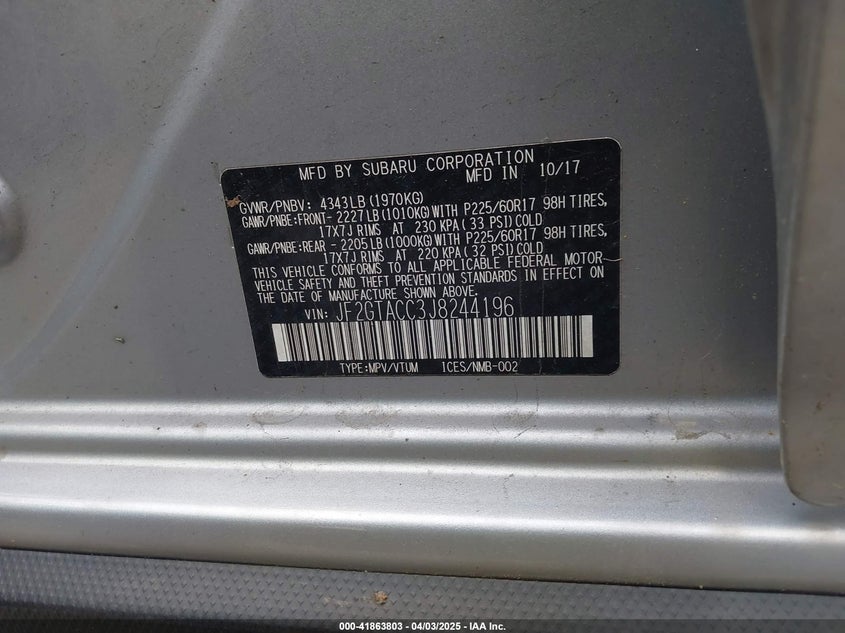 MFD BY SUBARU CORPORATION
MFD IN 10/17
GVWR/PNBV: 4343LB(1970KG)
GAWR/PNBE:FRONT- 2227LB(1010KG)WITH P225/60R17 98H TIRES,
17X7J RIMS AT 230 KPA( 33 PSI)COLD
GAWR/PNBE:REAR - 2205LB(1000KG)WITH P225/60R17 98H TIRES,
17X7J RIMS AT 220 KPA( 32 PSI)COLD
THIS VEHICLE CONFORMS TO ALL APPLICABLE FEDERAL MOTOR
VEHICLE SAFETY AND THEFT PREVENTION STANDARDS IN EFFECT ON
THE DATE OF MANUFACTURE SHOWN ABOVE.
VIN: JF2GTACC3J8244196
TYPE:MPV/VTUM ICES/NMB-002
000-41863803 - 04/03/2025 - IAA Inc.